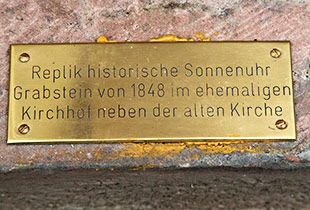 Replik historische Sonnenuhr
Grabstein von 1848 im ehemaligen
Kirchhof neben der alten Kirche